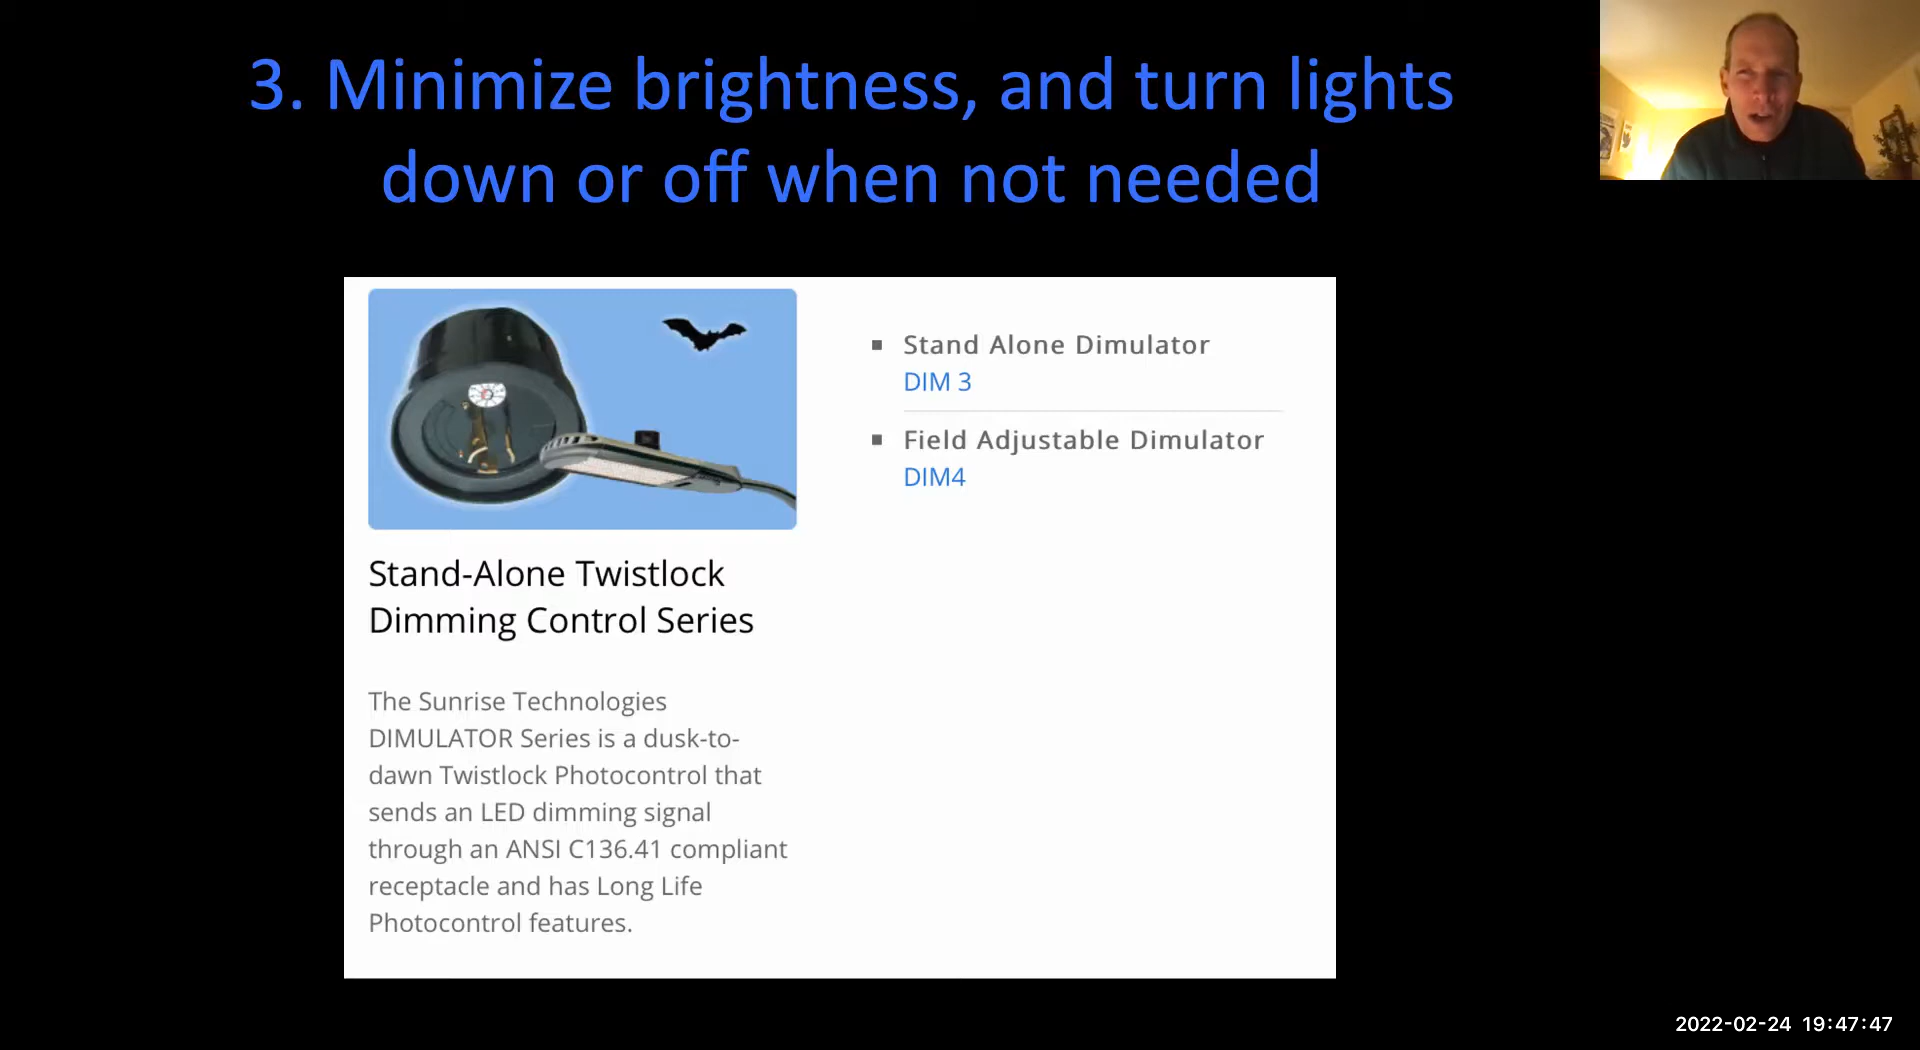 3. Minimize brightness, and turn lights
down or off when not needed
Stand-Alone Twistlock
Dimming Control Series
The Sunrise Technologies
DIMULATOR Series is a dusk-to-
dawn Twistlock Photocontrol that
sends an LED dimming signal
through an ANSI C136.41 compliant
receptacle and has Long Life
Photocontrol features.
▪ Stand Alone Dimulator
DIM 3
▪ Field Adjustable Dimulator
DIM4
2022-02-24 19:47:47